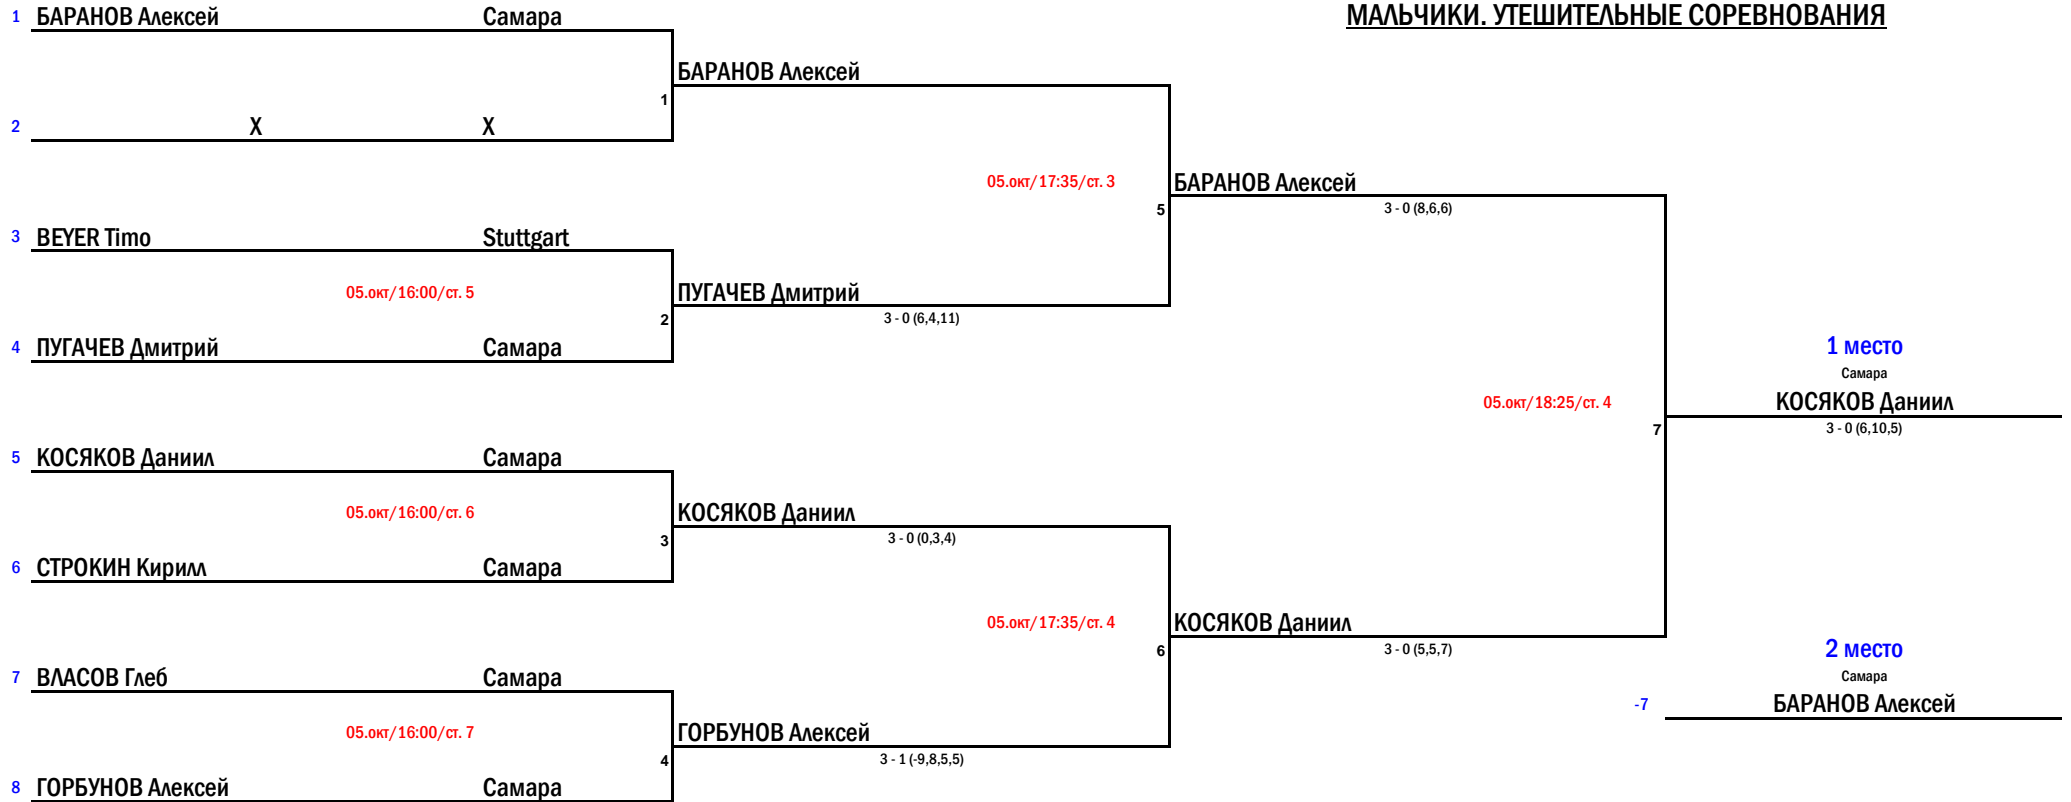 МАЛЬЧИКИ. УТЕШИТЕЛЬНЫЕ СОРЕВНОВАНИЯ
1 БАРАНОВ Алексей Самара
БАРАНОВ Алексей
1
2 X X
05.окт/17:35/ст. 3
БАРАНОВ Алексей
5
3 - 0 (8,6,6)
3 BEYER Timo Stuttgart
05.окт/16:00/ст. 5
ПУГАЧЕВ Дмитрий
2
3 - 0 (6,4,11)
4 ПУГАЧЕВ Дмитрий Самара
1 место
Самара
05.окт/18:25/ст. 4
КОСЯКОВ Даниил
7
3 - 0 (6,10,5)
5 КОСЯКОВ Даниил Самара
05.окт/16:00/ст. 6
КОСЯКОВ Даниил
3
3 - 0 (0,3,4)
6 СТРОКИН Кирилл Самара
05.окт/17:35/ст. 4
КОСЯКОВ Даниил
6
3 - 0 (5,5,7)
2 место
7 ВЛАСОВ Глеб Самара
Самара
-7 БАРАНОВ Алексей
05.окт/16:00/ст. 7
ГОРБУНОВ Алексей
4
3 - 1 (-9,8,5,5)
8 ГОРБУНОВ Алексей Самара